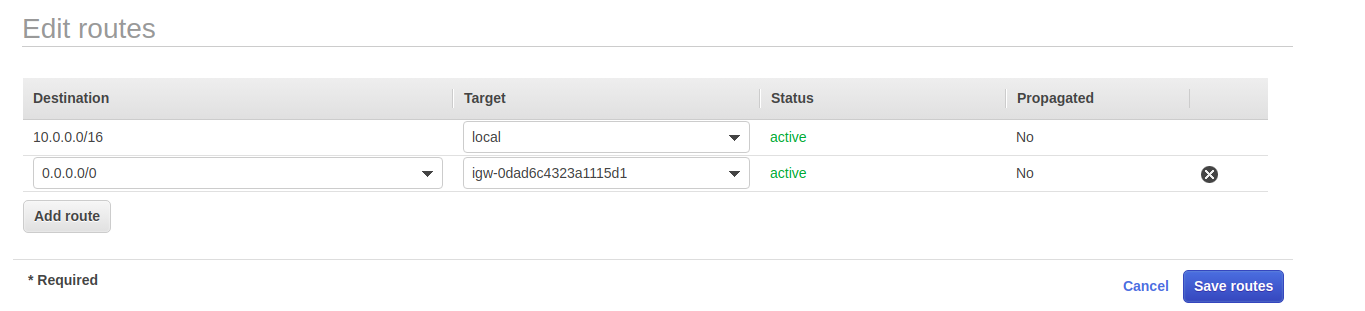 Edit routes
Destination Target Status Propagated
10.0.0.0/16 local active No
0.0.0.0/0 igw-0dad6c4323a1115d1 active No
Add route
* Required
Cancel Save routes